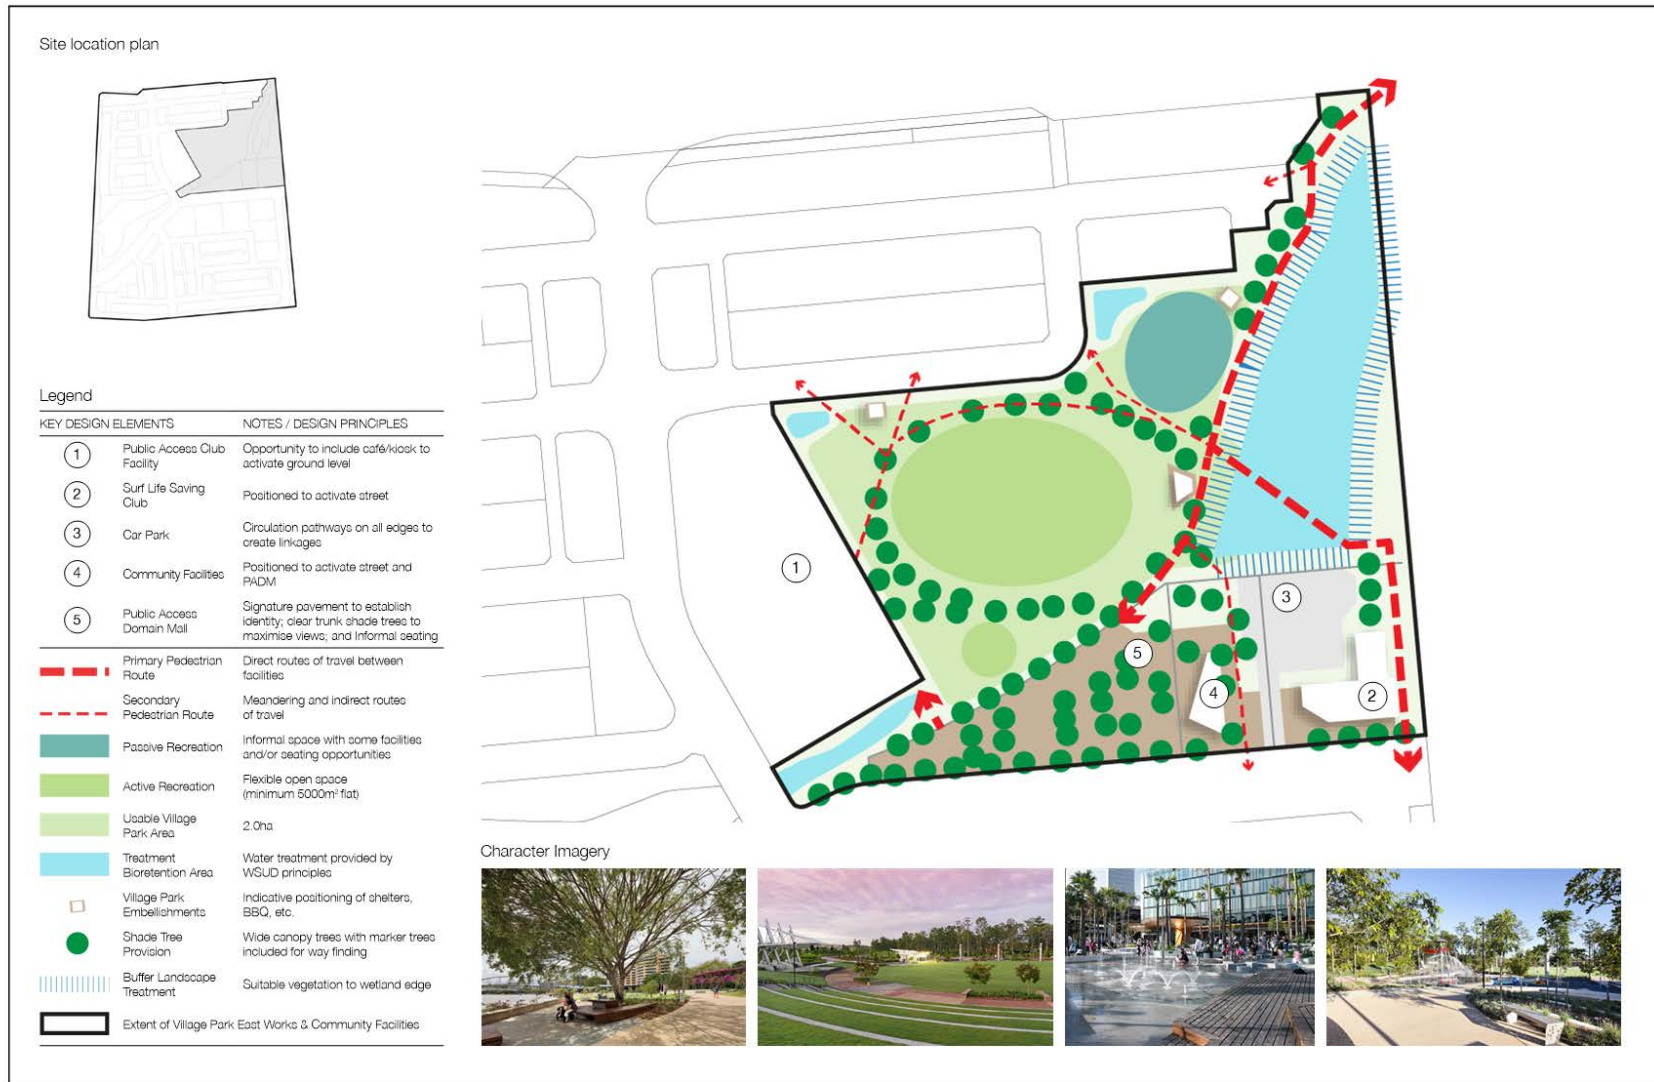 Site location plan
Legend
KEY DESIGN ELEMENTS NOTES / DESIGN PRINCIPLES
1 Public Access Club Opportunity to include café/kiosk to
Facility activate ground level
2 Surf Life Saving Positioned to activate street
Club
3 Car Park Circulation pathways on all edges to
create linkages
4 Community Facilities Positioned to activate street and
PADM
5 Public Access Signature pavement to establish
Domain Mall identity; clear trunk shade trees to
maximise views; and Informal seating
Primary Pedestrian Direct routes of travel between
Route facilities
Secondary Meandering and indirect routes
Pedestrian Route of travel
Passive Recreation Informal space with some facilities
and/or seating opportunities
Active Recreation Flexible open space
(minimum 5000m² flat)
Usable Village 2.0ha
Park Area
Treatment Water treatment provided by
Bioretention Area WSUD principles
Village Park Indicative positioning of shelters,
Embellishments BBQ, etc.
Shade Tree Wide canopy trees with marker trees
Provision included for way finding
Buffer Landscape Suitable vegetation to wetland edge
Treatment
Extent of Village Park East Works & Community Facilities
1
3
5
4
2
Character Imagery